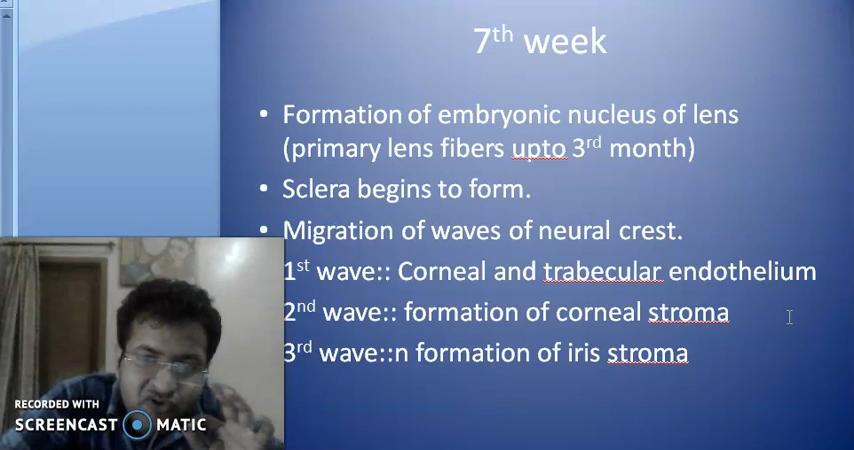 7th week
• Formation of embryonic nucleus of lens
(primary lens fibers upto 3rd month)
• Sclera begins to form.
• Migration of waves of neural crest.
1st wave:: Corneal and trabecular endothelium
2nd wave:: formation of corneal stroma
3rd wave::n formation of iris stroma
RECORDED WITH
SCREENCAST MATIC